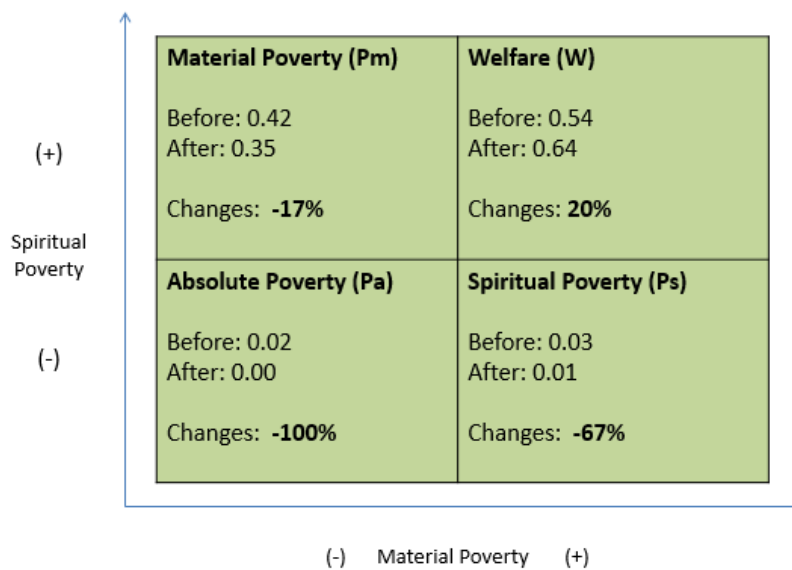 Material Poverty (Pm)
Before: 0.42
After: 0.35
Changes: -17%
Welfare (W)
Before: 0.54
After: 0.64
Changes: 20%
(+)
Spiritual
Poverty
(-)
Absolute Poverty (Pa)
Before: 0.02
After: 0.00
Changes: -100%
Spiritual Poverty (Ps)
Before: 0.03
After: 0.01
Changes: -67%
(-) Material Poverty (+)